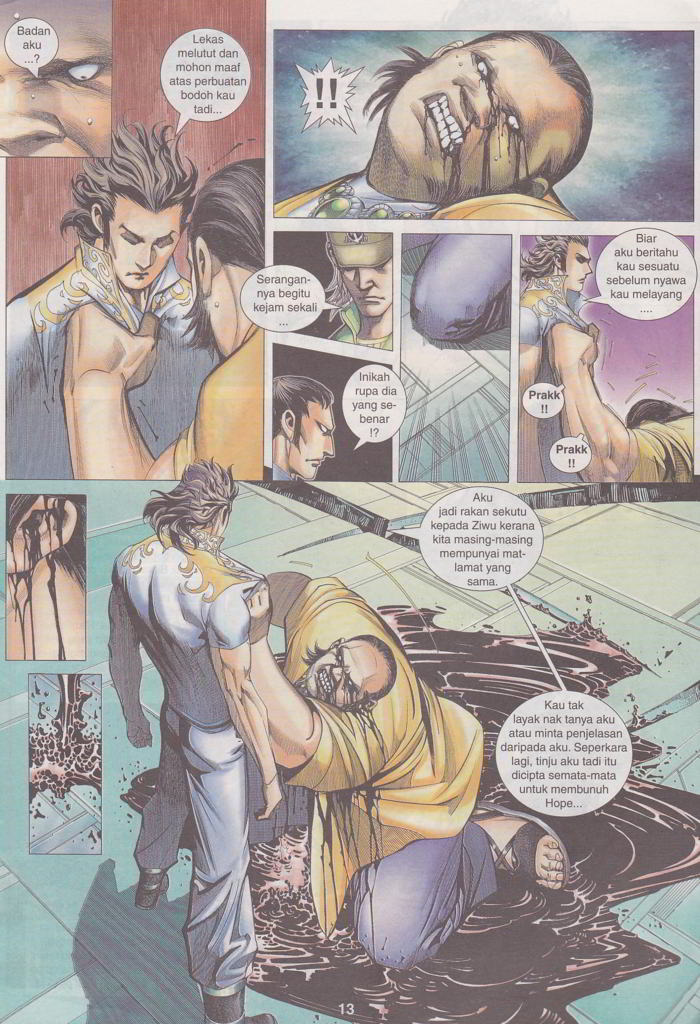 Badan
aku
...?
Lekas
melutut dan
mohon maaf
atas perbuatan
bodoh kau
tadi...
!!
Serangan-
nya begitu
kejam sekali
...
Inikah
rupa dia
yang se-
benar
!?
Biar
aku beritahu
kau sesuatu
sebelum nyawa
kau melayang
....
Prakk
!!
Prakk
!!
Aku
jadi rakan sekutu
kepada Ziwu kerana
kita masing-masing
mempunyai mat-
lamat yang
sama.
Kau tak
layak nak tanya aku
atau minta penjelasan
daripada aku. Seperkara
lagi, tinju aku tadi itu
dicipta semata-mata
untuk membunuh
Hope...
13